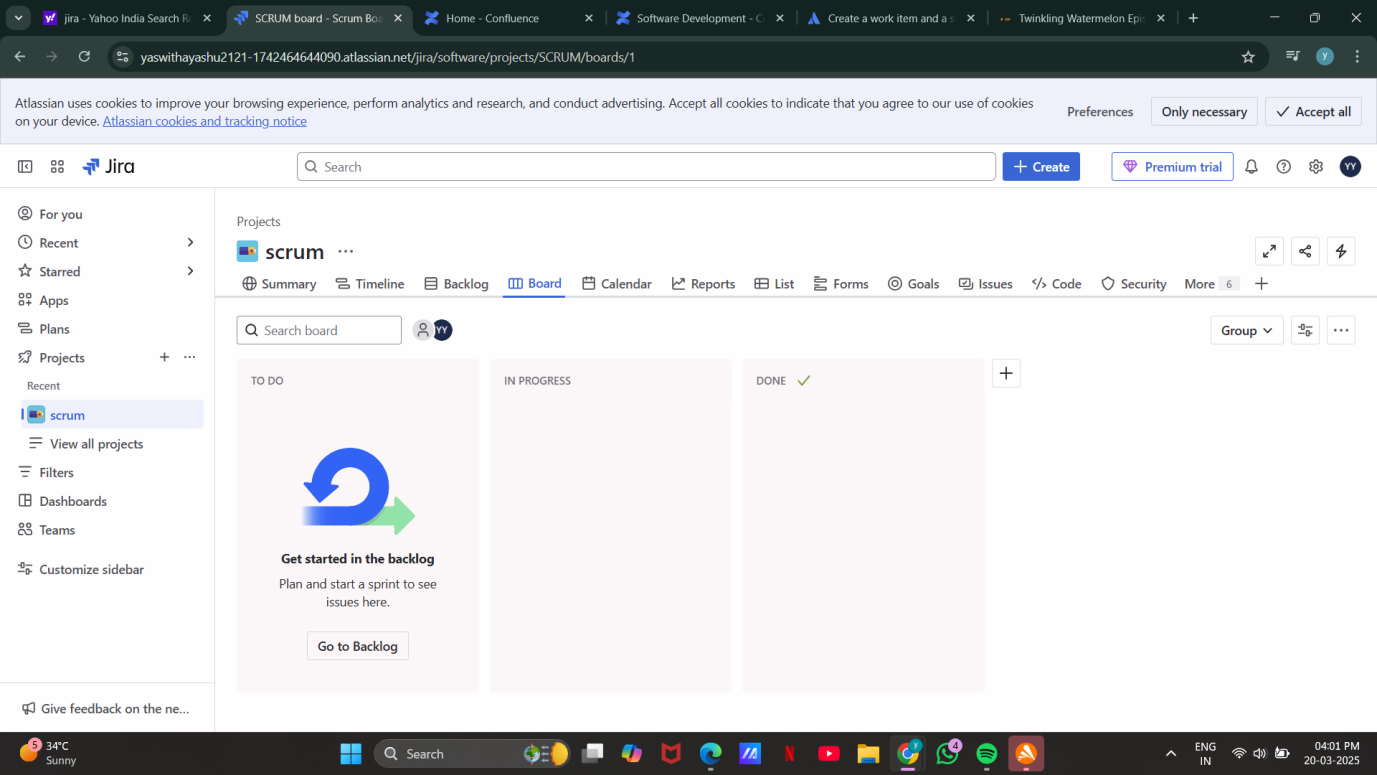 jira - Yahoo India Search Re
SCRUM board - Scrum Boa
Home - Confluence
Software Development - C
Create a work item and a s
Twinkling Watermelon Epi
yaswithayashu2121-1742464644090.atlassian.net/jira/software/projects/SCRUM/boards/1
y
Atlassian uses cookies to improve your browsing experience, perform analytics and research, and conduct advertising. Accept all cookies to indicate that you agree to our use of cookies
on your device. Atlassian cookies and tracking notice
Preferences
Only necessary
Accept all
Jira
Search
Create
Premium trial
YY
For you
Recent
Starred
Apps
Plans
Projects
Recent
scrum
View all projects
Filters
Dashboards
Teams
Customize sidebar
Give feedback on the ne...
Projects
scrum
Summary
Timeline
Backlog
Board
Calendar
Reports
List
Forms
Goals
Issues
Code
Security
More 6
Search board
YY
Group
TO DO
IN PROGRESS
DONE
Get started in the backlog
Plan and start a sprint to see
issues here.
Go to Backlog
5
34°C
Sunny
Search
y
4
ENG
IN
04:01 PM
20-03-2025